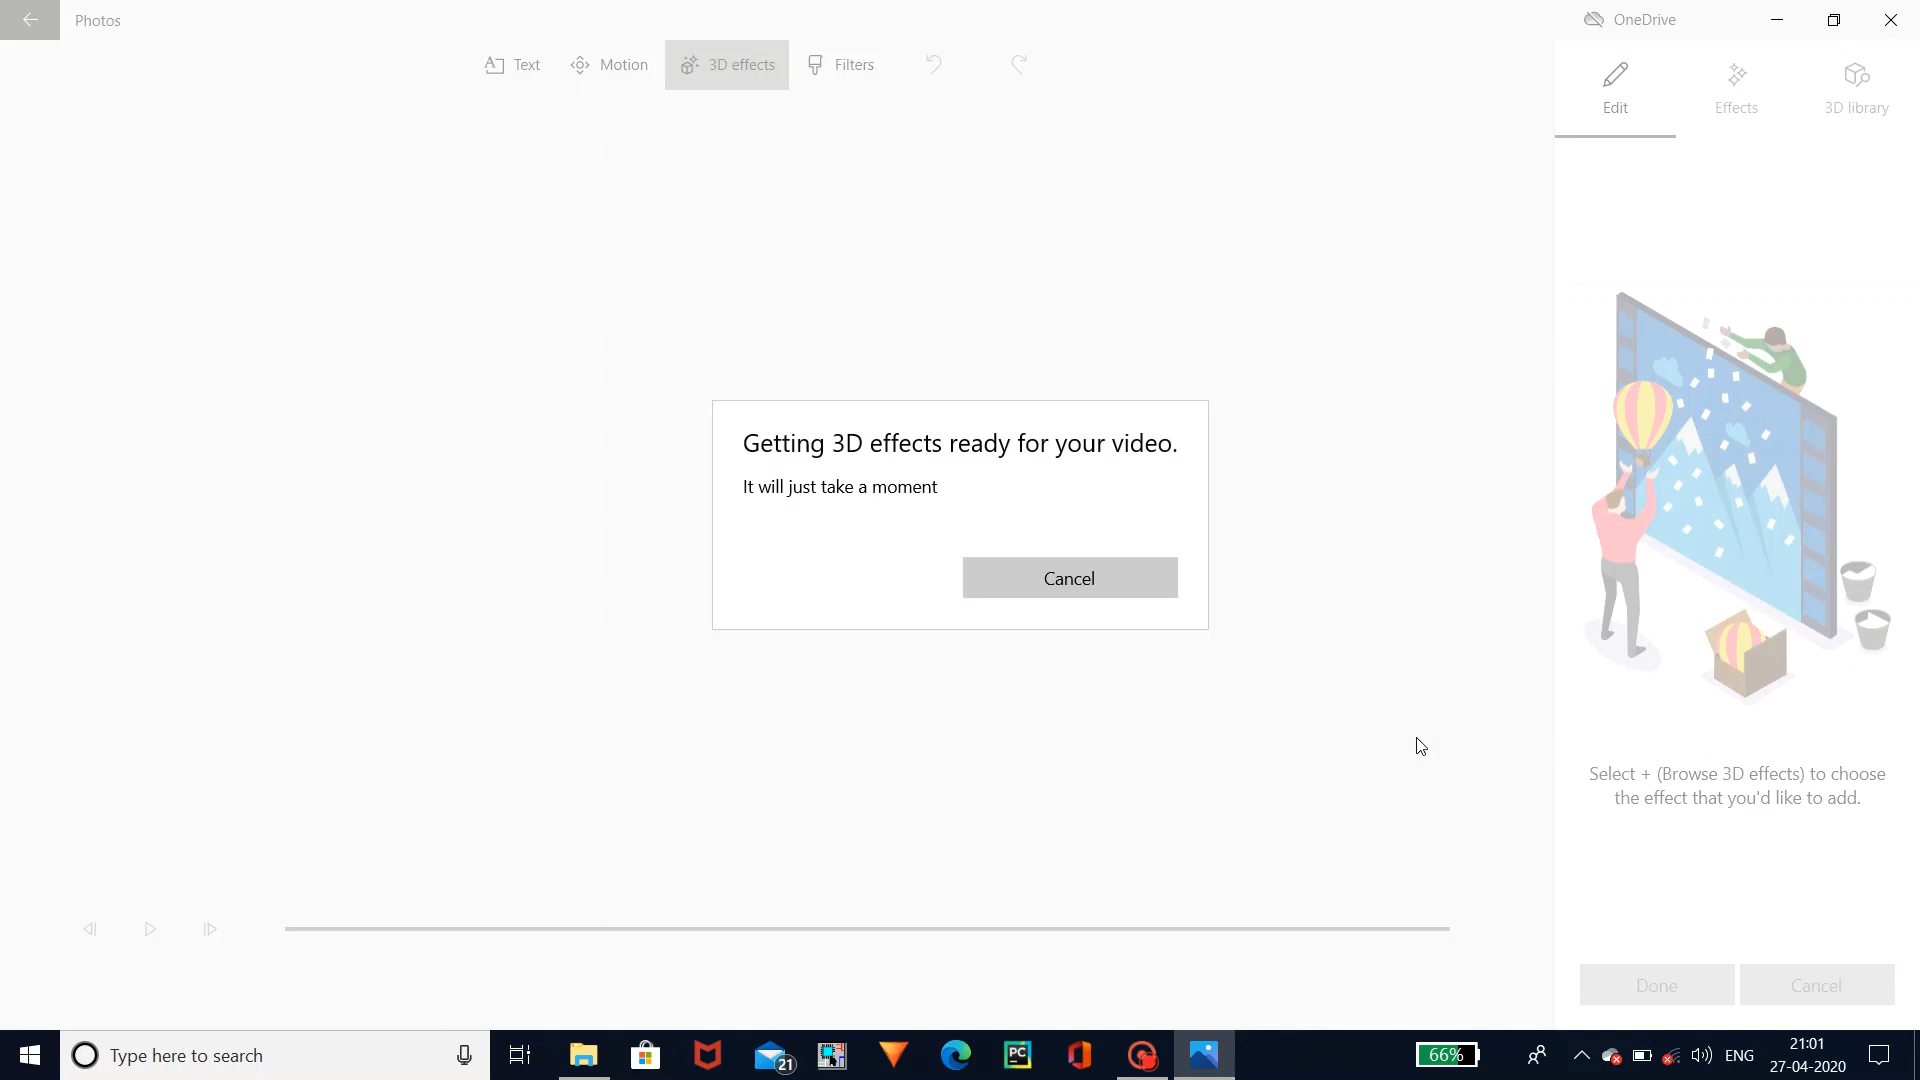 Photos
OneDrive
Text
Motion
3D effects
Filters
Edit
Effects
3D library
Getting 3D effects ready for your video.
It will just take a moment
Cancel
Select + (Browse 3D effects) to choose
the effect that you'd like to add.
Done
Cancel
Type here to search
21
PC
66%
ENG
21:01
27-04-2020